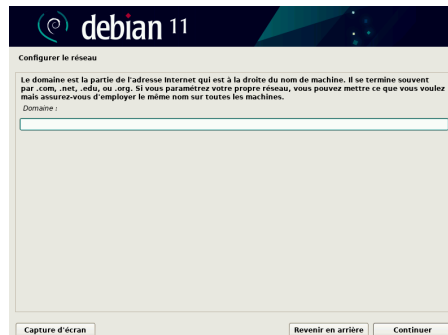 debian 11
Configurer le réseau
Le domaine est la partie de l'adresse Internet qui est à la droite du nom de machine. Il se termine souvent
par .com, .net, .edu, ou .org. Si vous paramétrez votre propre réseau, vous pouvez mettre ce que vous voulez
mais assurez-vous d'employer le même nom sur toutes les machines.
Domaine :
Capture d'écran
Revenir en arrière
Continuer